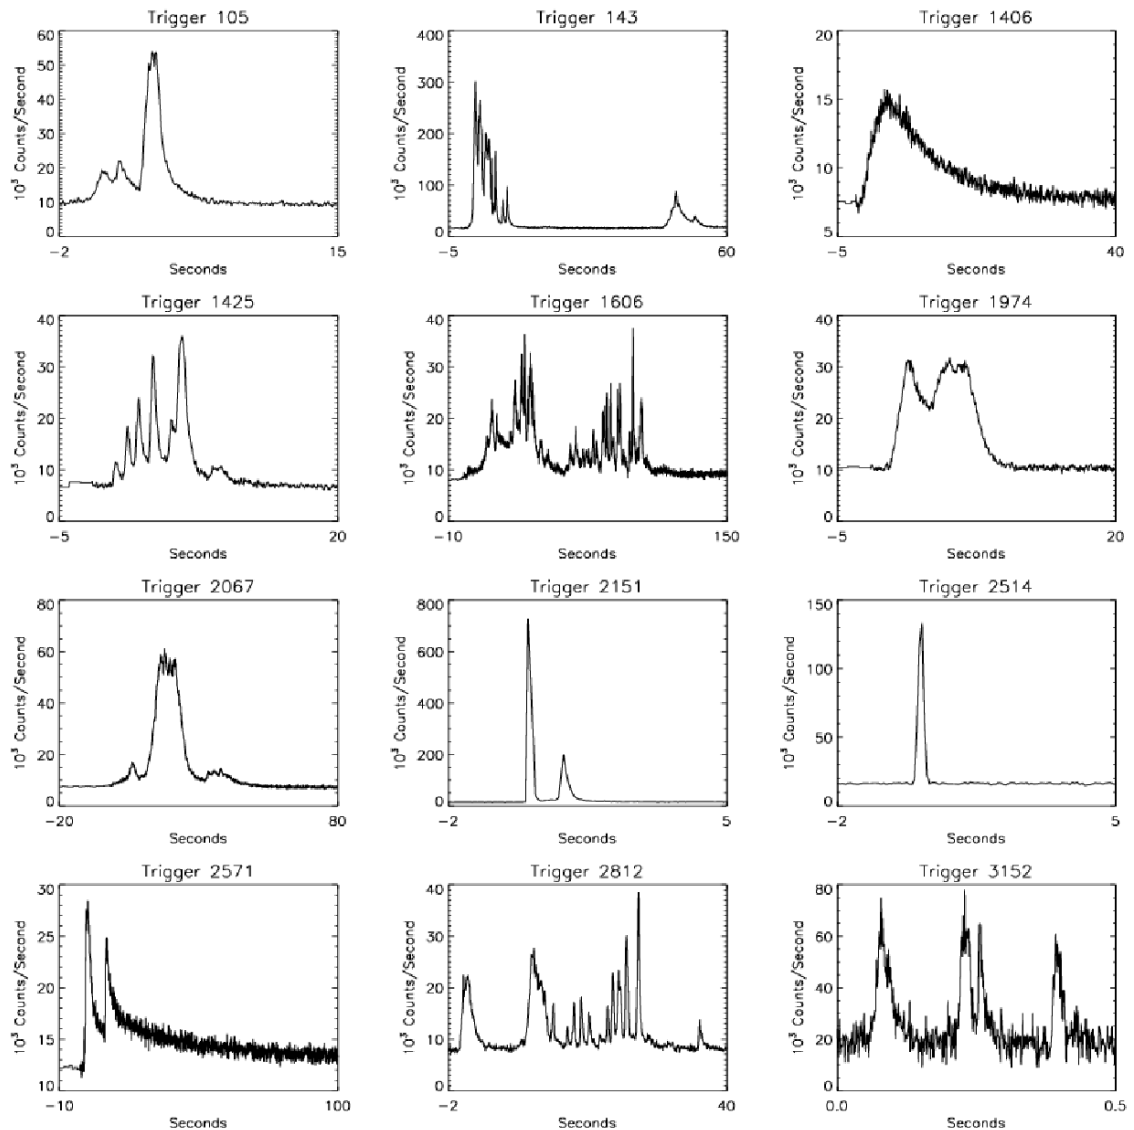 Trigger 105
60
50
40
30
20
10
0
10³ Counts/Second
-2
15
Seconds
Trigger 143
400
300
200
100
0
10³ Counts/Second
-5
60
Seconds
Trigger 1406
20
15
10
5
10³ Counts/Second
-5
40
Seconds
Trigger 1425
40
30
20
10
0
10³ Counts/Second
-5
20
Seconds
Trigger 1606
40
30
20
10
0
10³ Counts/Second
-10
150
Seconds
Trigger 1974
40
30
20
10
0
10³ Counts/Second
-5
20
Seconds
Trigger 2067
80
60
40
20
0
10³ Counts/Second
-20
80
Seconds
Trigger 2151
800
600
400
200
0
10³ Counts/Second
-2
5
Seconds
Trigger 2514
150
100
50
0
10³ Counts/Second
-2
5
Seconds
Trigger 2571
30
25
20
15
10
10³ Counts/Second
-10
100
Seconds
Trigger 2812
40
30
20
10
0
10³ Counts/Second
-2
40
Seconds
Trigger 3152
80
60
40
20
0
10³ Counts/Second
0.0
0.5
Seconds